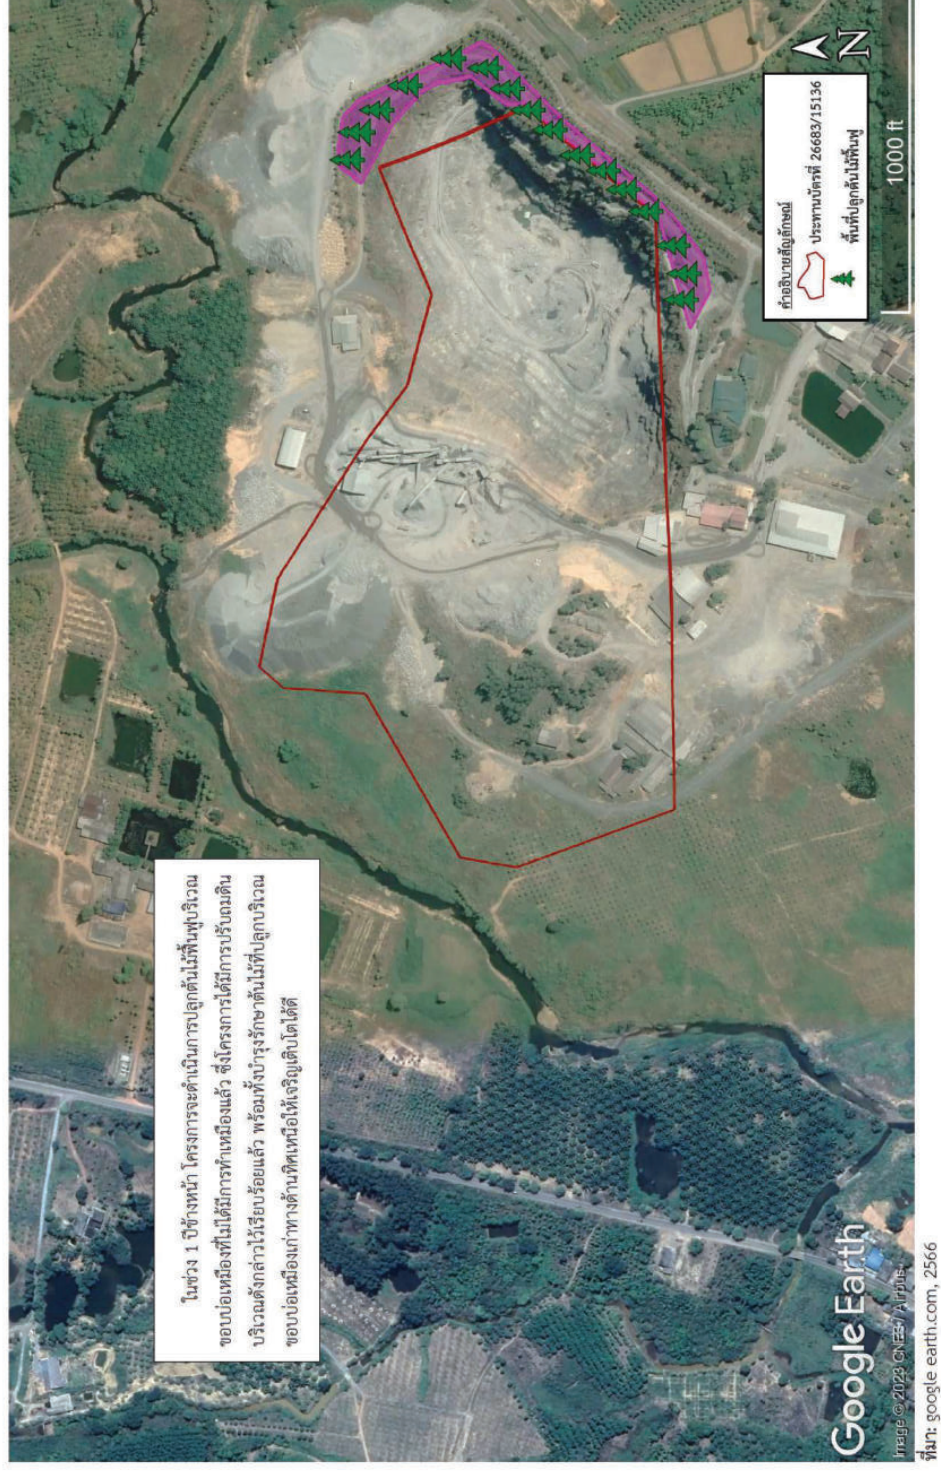 ในช่วง 1 ปีข้างหน้า โครงการจะดำเนินการปลูกต้นไม้ฟื้นฟูบริเวณ
ขอบบ่อเหมืองที่ไม่ได้มีการทำเหมืองแล้ว ซึ่งโครงการได้มีการปรับถมดิน
บริเวณดังกล่าวไว้เรียบร้อยแล้ว พร้อมทั้งบำรุงรักษาต้นไม้ที่ปลูกบริเวณ
ขอบบ่อเหมืองเก่าทางด้านทิศเหนือให้เจริญเติบโตได้ดี
N
คำอธิบายสัญลักษณ์
ประทานบัตรที่ 26683/15136
พื้นที่ปลูกต้นไม้ฟื้นฟู
1000 ft
Google Earth
Image © 2023 CNES / Airbus
ที่มา: google earth.com, 2566